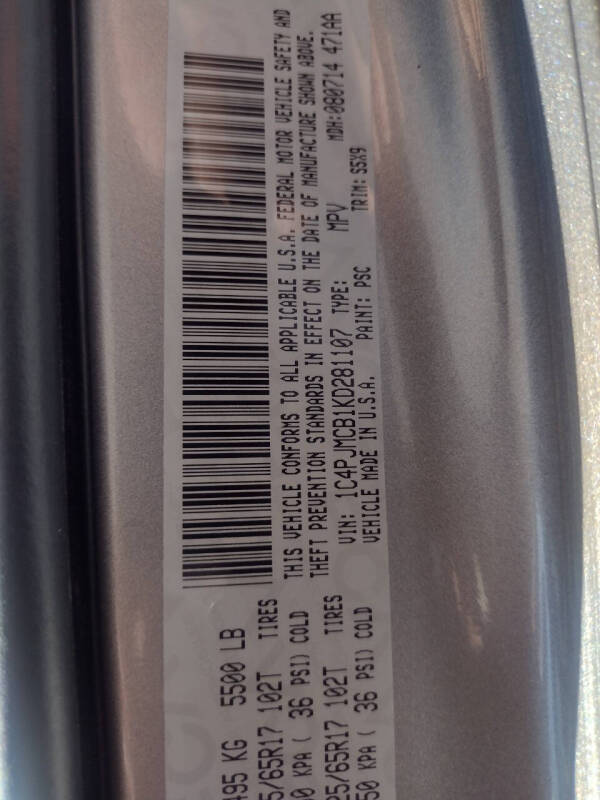 495 KG 5500 LB
5/65R17 102T TIRES
0 KPA ( 36 PSI) COLD
25/65R17 102T TIRES
50 KPA ( 36 PSI) COLD
THIS VEHICLE CONFORMS TO ALL APPLICABLE U.S.A. FEDERAL MOTOR VEHICLE SAFETY AND
THEFT PREVENTION STANDARDS IN EFFECT ON THE DATE OF MANUFACTURE SHOWN ABOVE.
VIN: 1C4PJMCB1KD281107 TYPE: MPV MDH:080714 471AA
VEHICLE MADE IN U.S.A. PAINT: PSC TRIM: S5X9